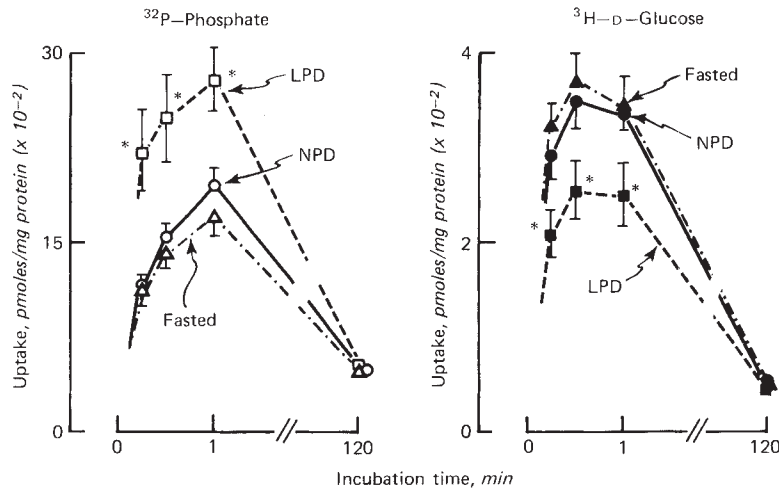 ³²P–Phosphate
³H–D–Glucose
Uptake, pmoles/mg protein (x 10⁻²)
30
15
0
*
*
*
LPD
NPD
Fasted
0
1
120
Uptake, pmoles/mg protein (x 10⁻²)
4
2
0
*
*
*
Fasted
NPD
LPD
0
1
120
Incubation time, min